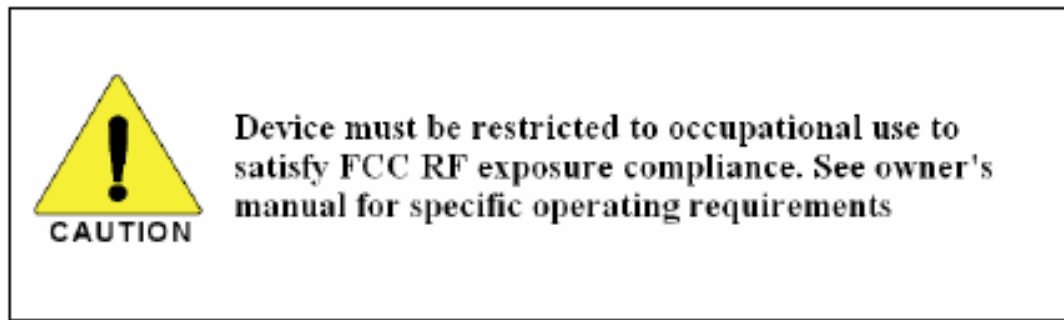 Device must be restricted to occupational use to
satisfy FCC RF exposure compliance. See owner's
manual for specific operating requirements
CAUTION